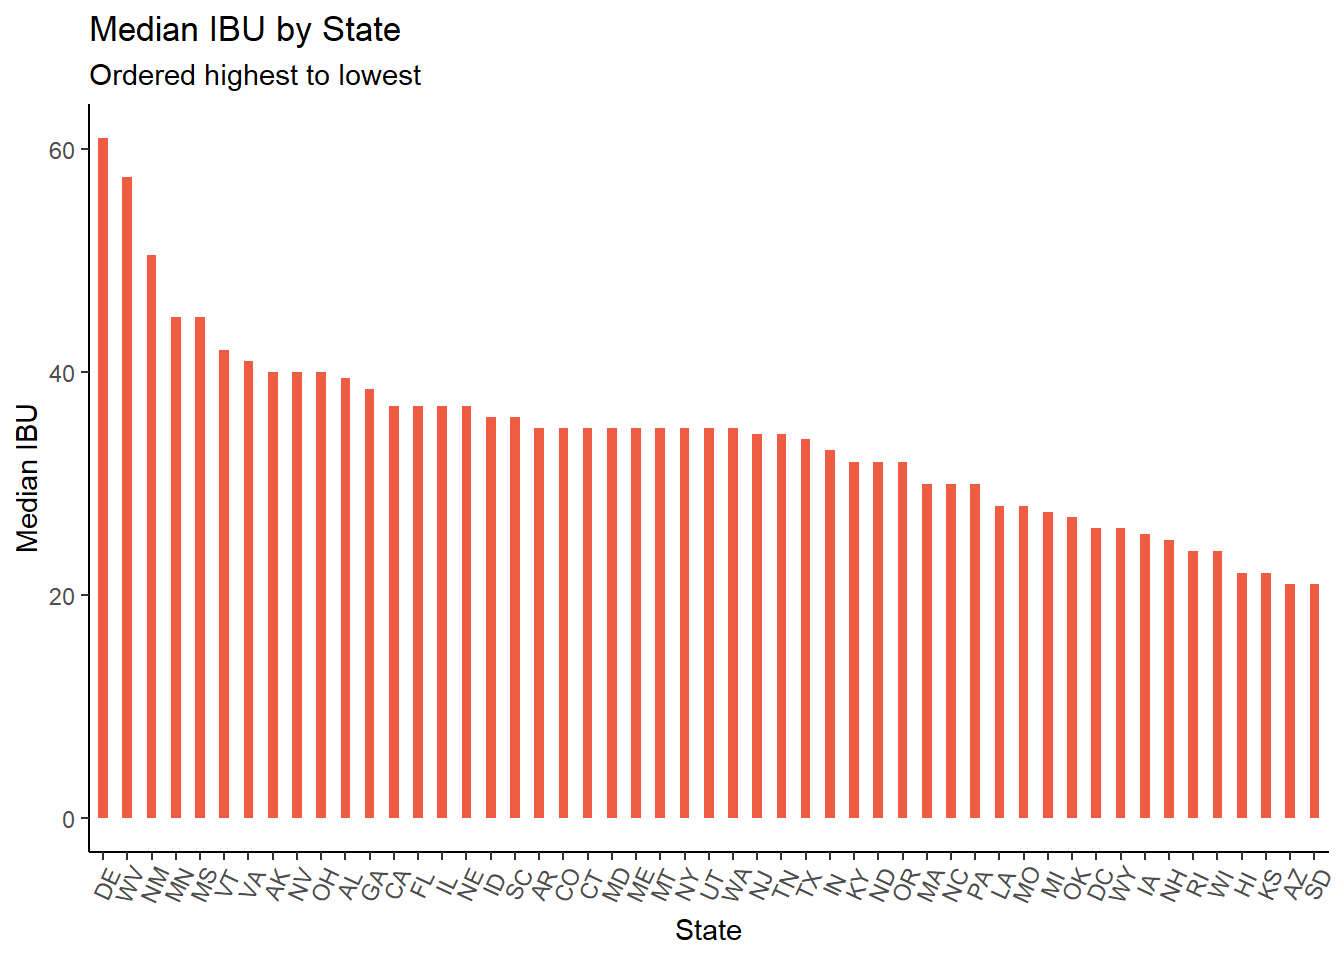 Median IBU by State
Ordered highest to lowest
Median IBU
60
40
20
0
DE WV NM MN MS VT VA AK NV OH AL GA CA FL IL NE ID SC AR CO CT MD ME MT NY UT WA NJ TN TX IN KY ND OR MA NC PA LA MO MI OK DC WY IA NH RI WI HI KS AZ SD
State